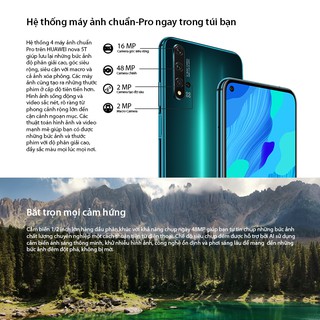 Hệ thống máy ảnh chuẩn-Pro ngay trong túi bạn
Hệ thống 4 máy ảnh chuẩn
Pro trên HUAWEI nova 5T
giúp lưu lại những bức ảnh
độ phân giải cao, góc siêu
rộng, siêu cận với macro và
cả ảnh xóa phông. Các máy
ảnh cũng tạo ra những thước
phim ở cấp độ tiên tiến hơn.
Hình ảnh sống động và
video sắc nét, rõ ràng từ
phong cảnh rộng lớn đến
cận cảnh ngoạn mục. Các
thuật toán hình ảnh và video
mạnh mẽ giúp bạn có được
những bức ảnh và thước
phim với độ phân giải cao,
đầy sắc màu mọi lúc mọi nơi.
16 MP
Camera góc siêu rộng
48 MP
Camera chính
2 MP
2 MP
Macro Camera
Bắt trọn mọi cảm hứng
Cảm biến 1/2 inch lớn hàng đầu phân khúc với khả năng chụp ngày 48MP giúp bạn tự tin chụp những bức ảnh
chất lượng chuyên nghiệp một cách thuận tiện từ điện thoại. Chế độ siêu chụp đêm được hỗ trợ bởi AI sử dụng
cảm biến ánh sáng thông minh, khử nhiễu hình ảnh, công nghệ ổn định và phơi sáng lâu để mang đến những
bức ảnh đêm đột phá, không bị mờ.